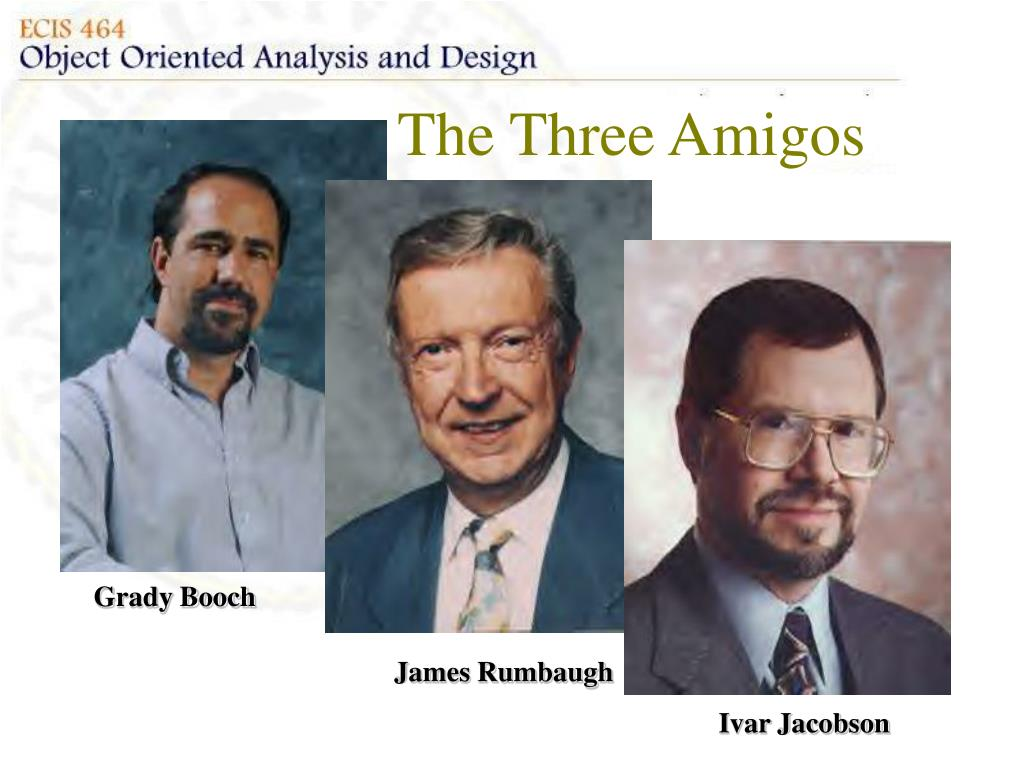 ECIS 464
Object Oriented Analysis and Design
The Three Amigos
Grady Booch
James Rumbaugh
Ivar Jacobson